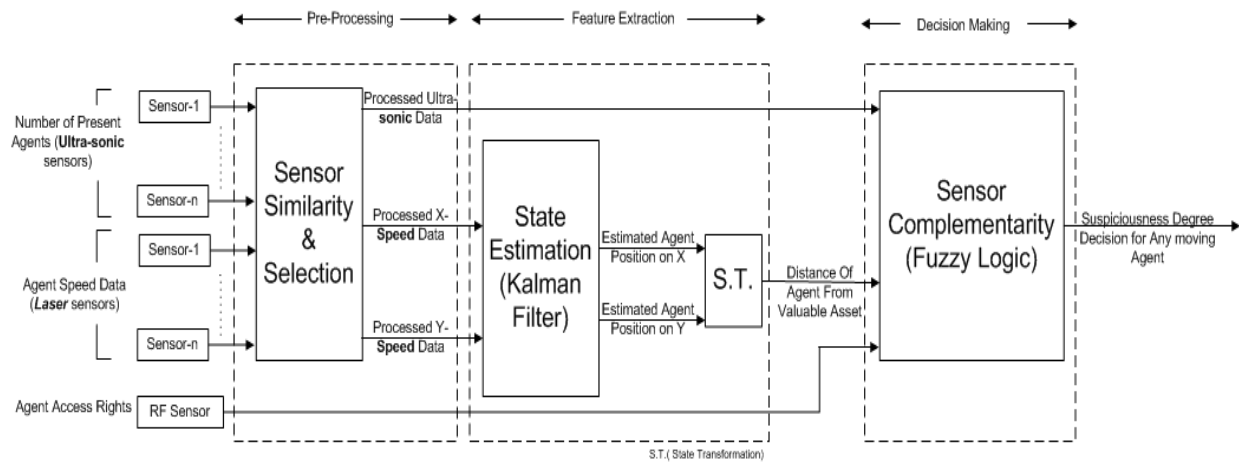 Pre-Processing
Feature Extraction
Decision Making
Number of Present
Agents (Ultra-sonic
sensors)
Sensor-1
Sensor-n
Agent Speed Data
(Laser sensors)
Sensor-1
Sensor-n
Agent Access Rights
RF Sensor
Sensor
Similarity
&
Selection
Processed Ultra-
sonic Data
Processed X-
Speed Data
Processed Y-
Speed Data
State
Estimation
(Kalman
Filter)
Estimated Agent
Position on X
Estimated Agent
Position on Y
S.T.
Distance Of
Agent From
Valuable Asset
Sensor
Complementarity
(Fuzzy Logic)
Suspiciousness Degree
Decision for Any moving
Agent
S.T.( State Transformation)